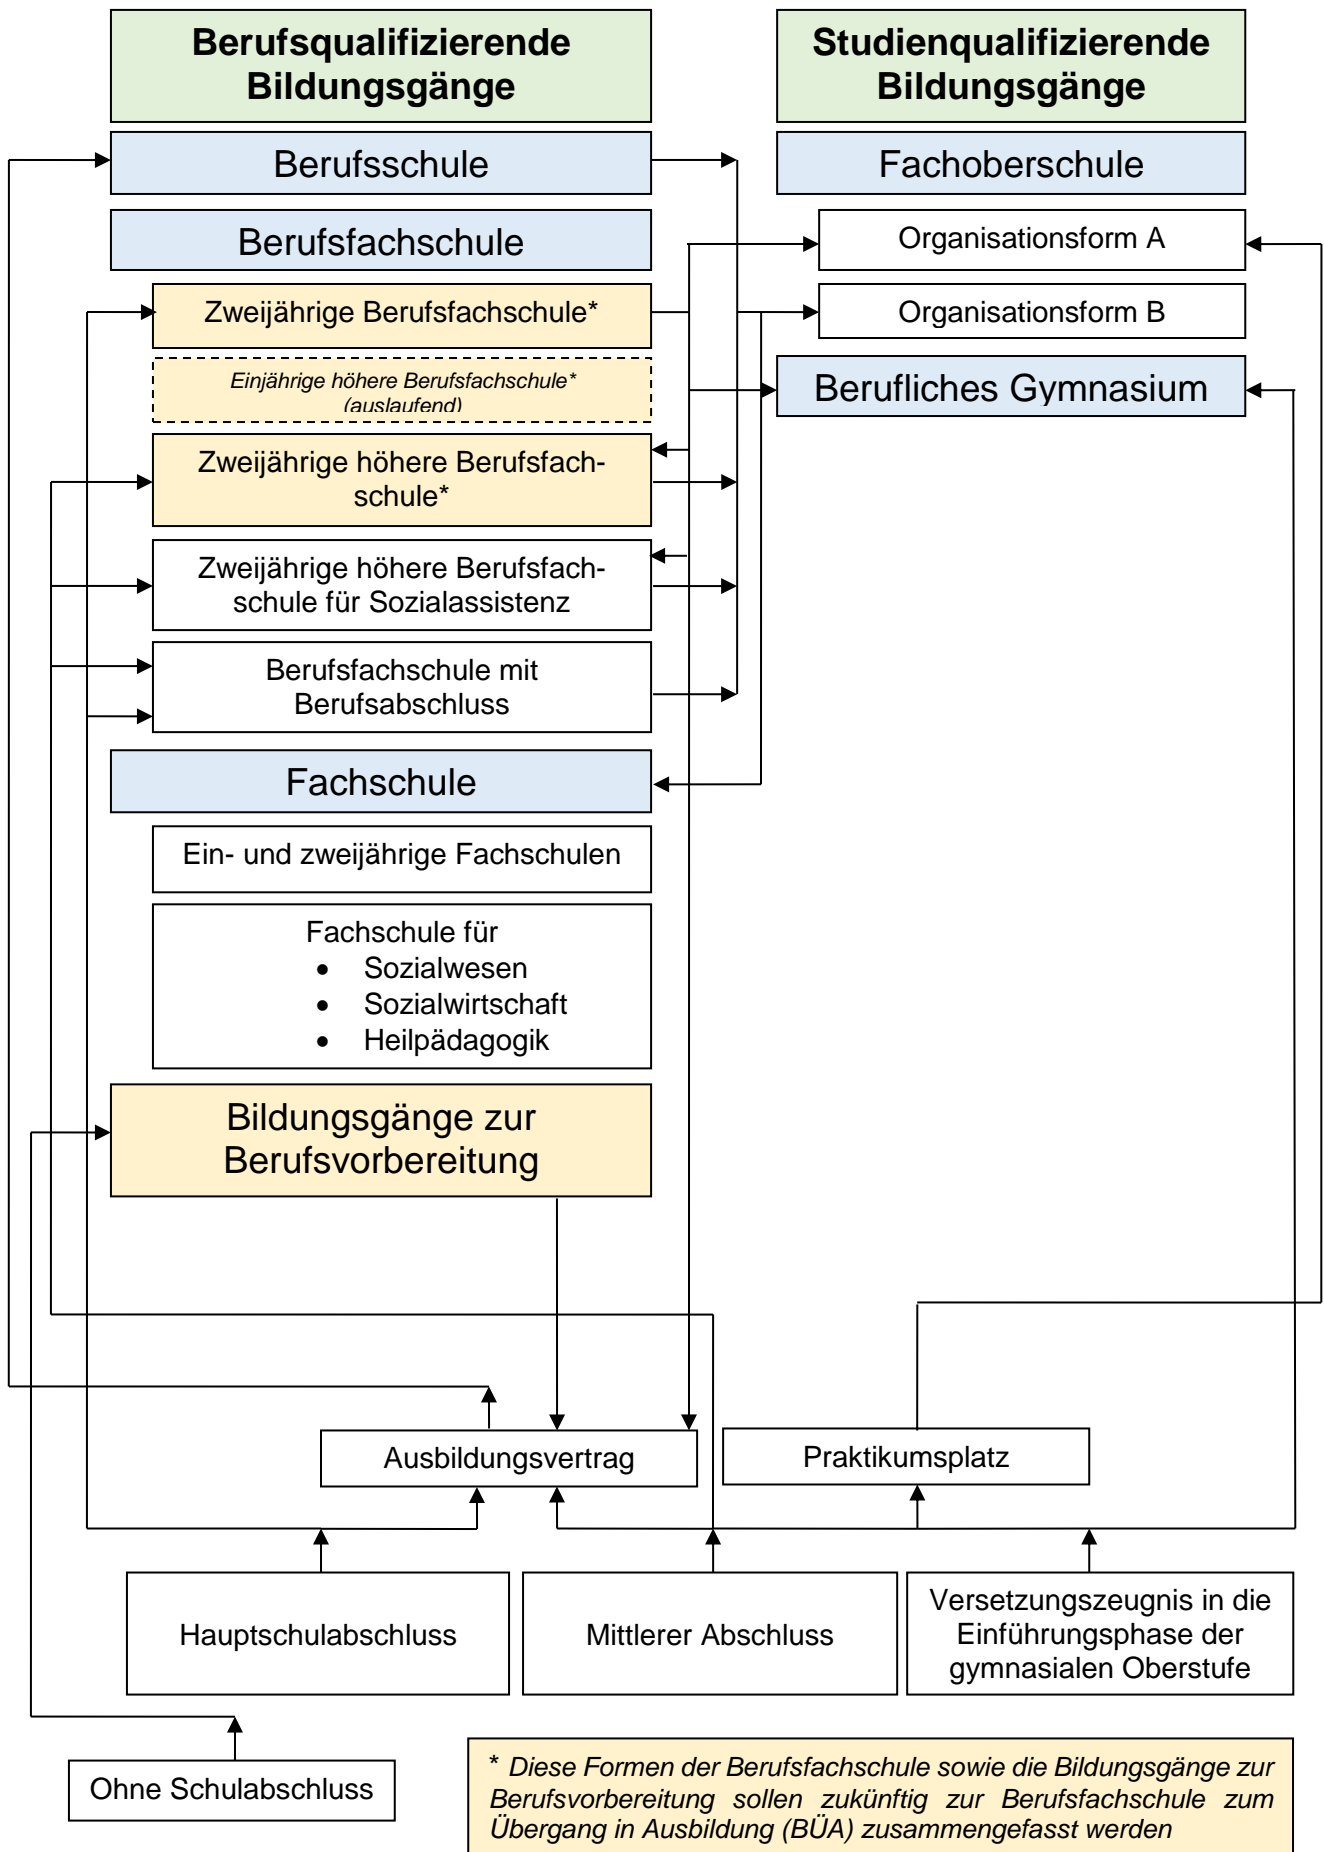 Berufsqualifizierende
Bildungsgänge
Studienqualifizierende
Bildungsgänge
Berufsschule
Fachoberschule
Berufsfachschule
Organisationsform A
Zweijährige Berufsfachschule*
Organisationsform B
Einjährige höhere Berufsfachschule*
(auslaufend)
Berufliches Gymnasium
Zweijährige höhere Berufsfach-
schule*
Zweijährige höhere Berufsfach-
schule für Sozialassistenz
Berufsfachschule mit
Berufsabschluss
Fachschule
Ein- und zweijährige Fachschulen
Fachschule für
• Sozialwesen
• Sozialwirtschaft
• Heilpädagogik
Bildungsgänge zur
Berufsvorbereitung
Ausbildungsvertrag
Praktikumsplatz
Hauptschulabschluss
Mittlerer Abschluss
Versetzungszeugnis in die
Einführungsphase der
gymnasialen Oberstufe
Ohne Schulabschluss
* Diese Formen der Berufsfachschule sowie die Bildungsgänge zur
Berufsvorbereitung sollen zukünftig zur Berufsfachschule zum
Übergang in Ausbildung (BÜA) zusammengefasst werden